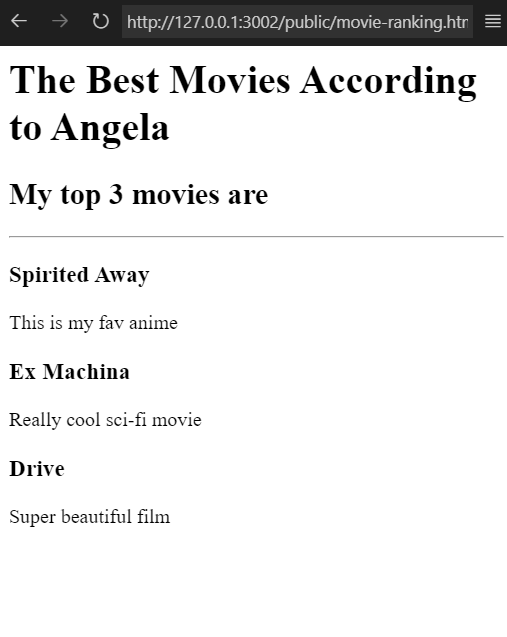 http://127.0.0.1:3002/public/movie-ranking.htm
The Best Movies According
to Angela
My top 3 movies are
Spirited Away
This is my fav anime
Ex Machina
Really cool sci-fi movie
Drive
Super beautiful film